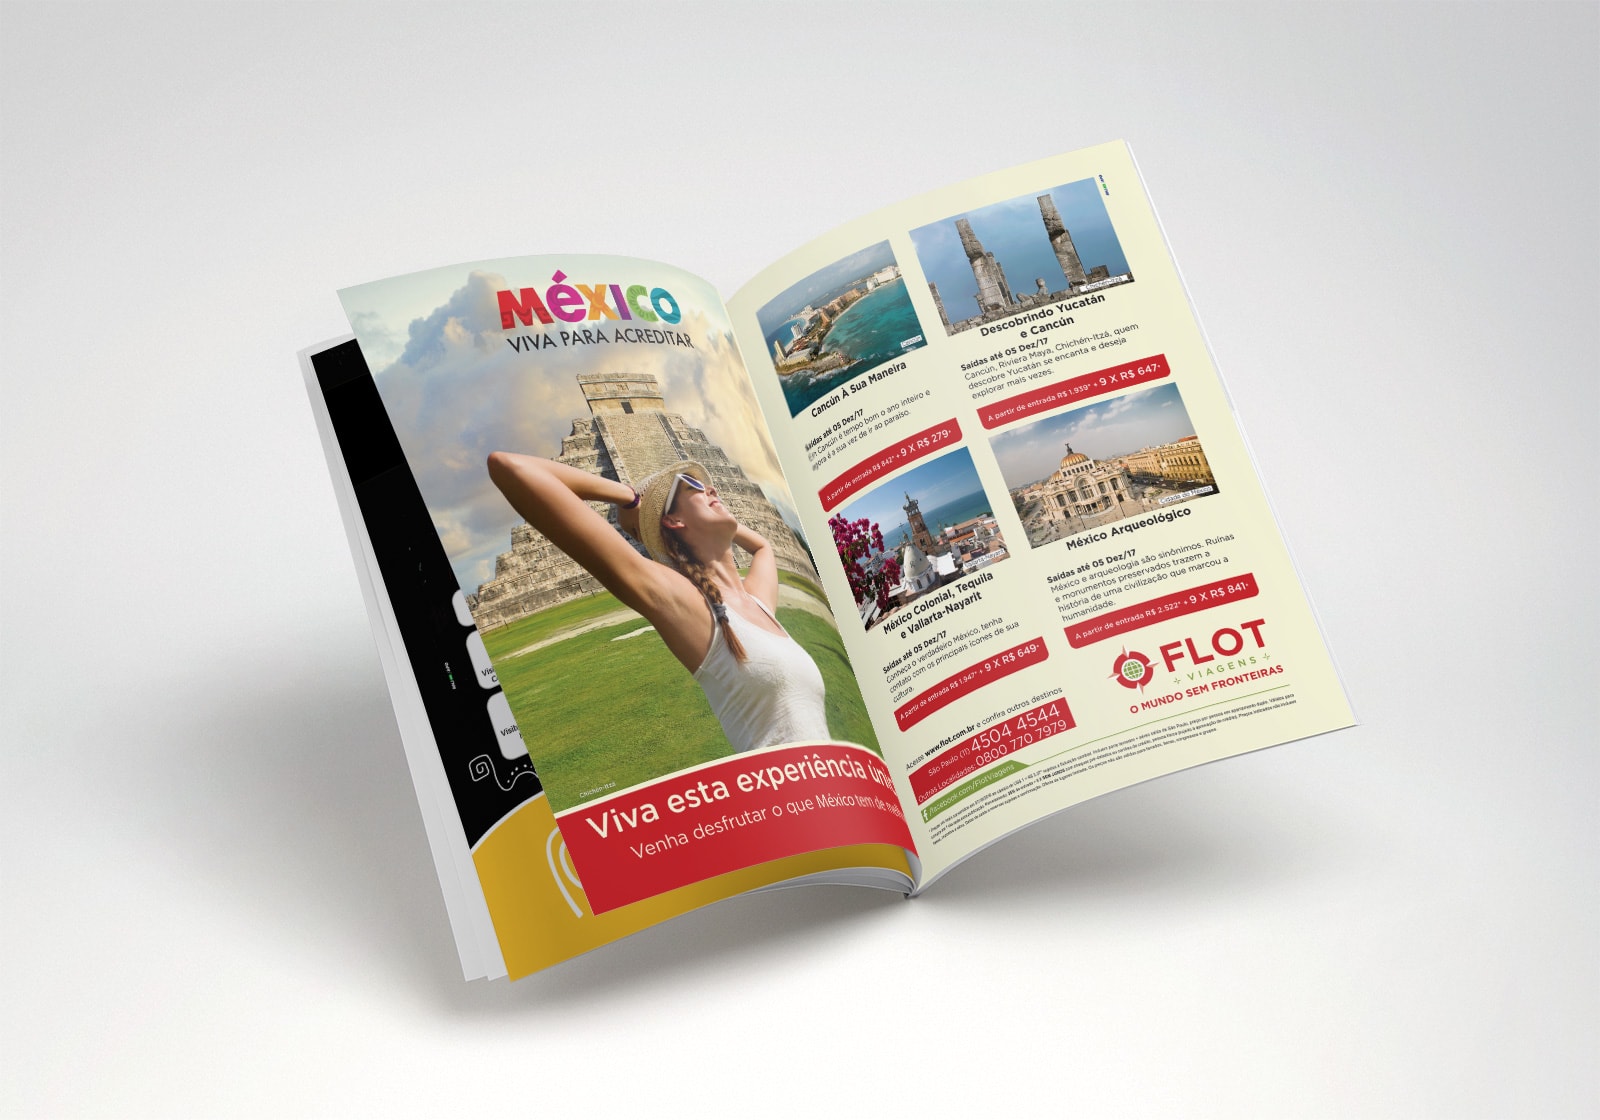 México
VIVA PARA ACREDITAR
Chichén-Itzá
Viva esta experiência
Venha desfrutar o que México tem de
Cancún
Cancún À Sua Maneira
Saídas até 05 Dez/17
Em Cancún é tempo bom o ano inteiro e
agora é a sua vez de ir ao paraíso.
A partir de entrada R$ 842* + 9 X R$ 279*
Chichén-Itzá
Descobrindo Yucatán
e Cancún
Saídas até 05 Dez/17
Cancún, Riviera Maya, Chichén-Itzá, quem
descobre Yucatán se encanta e deseja
explorar mais vezes.
A partir de entrada R$ 1.939* + 9 X R$ 647*
México Colonial, Tequila
e Vallarta-Nayarit
Saídas até 05 Dez/17
Conheça o verdadeiro México, tenha
contato com os principais ícones de sua
cultura.
A partir de entrada R$ 1.947* + 9 X R$ 649*
Cidade do México
México Arqueológico
Saídas até 05 Dez/17
México e arqueologia são sinônimos. Ruínas
e monumentos preservados trazem a
história de uma civilização que marcou a
humanidade.
A partir de entrada R$ 2.522* + 9 X R$ 841*
FLOT
VIAGENS
O MUNDO SEM FRONTEIRAS
Acesse www.flot.com.br e confira outros destinos
São Paulo (11) 4504 4544
Outras Localidades: 0800 770 7979
f /facebook.com/FlotViagens